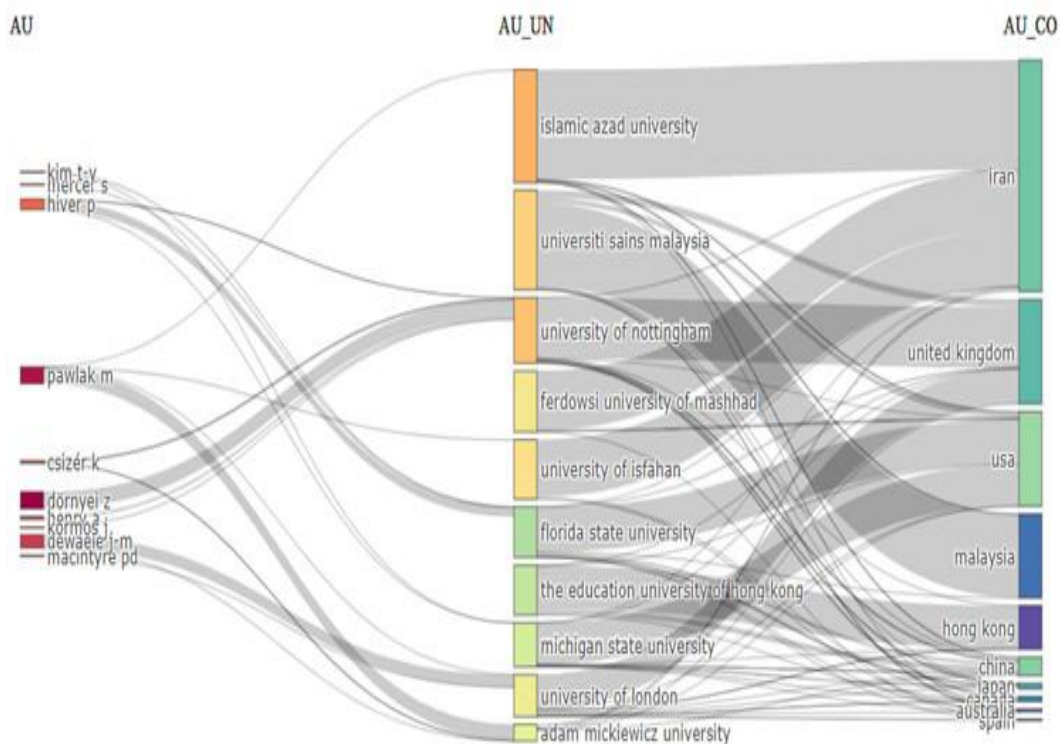 AU
AU_UN
AU_CO
kim t-y
mercer s
hiver p
pawlak m
csizér k
dörnyei z
henry a
kormos j
dewaele j-m
macintyre pd
islamic azad university
universiti sains malaysia
university of nottingham
ferdowsi university of mashhad
university of isfahan
florida state university
the education university of hong kong
michigan state university
university of london
adam mickiewicz university
iran
united kingdom
usa
malaysia
hong kong
china
japan
canada
australia
spain